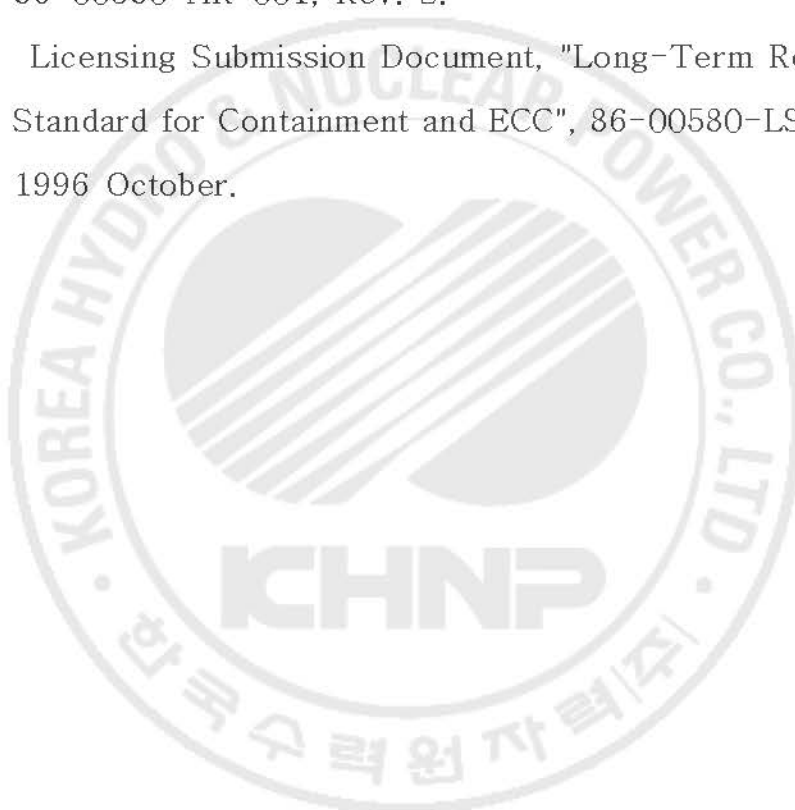 Licensing Submission Document, "Long-Term Re
Standard for Containment and ECC", 86-00580-LS
1996 October.
KOREA HYDRO & NUCLEAR POWER CO., LTD
KHNP
한국수력원자력(주)